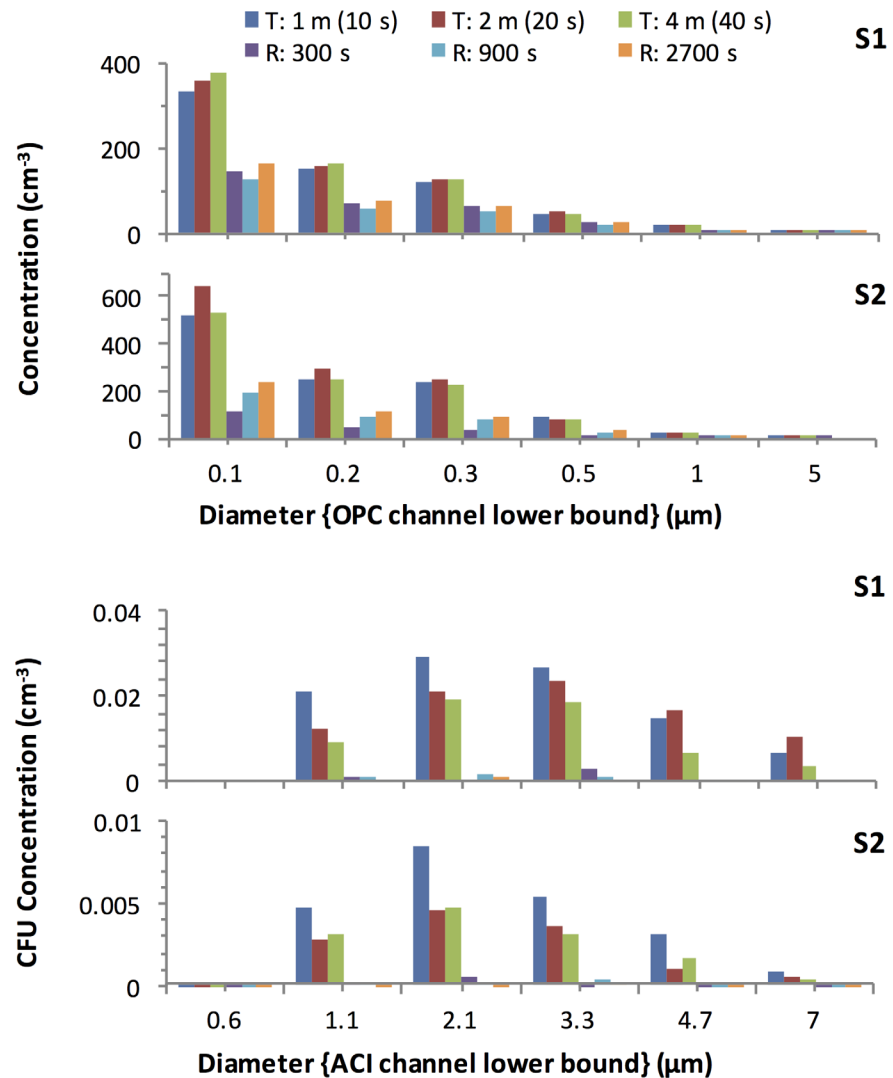 T: 1 m (10 s) T: 2 m (20 s) T: 4 m (40 s)
R: 300 s R: 900 s R: 2700 s
S1
400
200
0
S2
600
400
200
0
Concentration (cm⁻³)
0.1 0.2 0.3 0.5 1 5
Diameter {OPC channel lower bound} (µm)
S1
0.04
0.02
0
S2
0.01
0.005
0
CFU Concentration (cm⁻³)
0.6 1.1 2.1 3.3 4.7 7
Diameter {ACI channel lower bound} (µm)